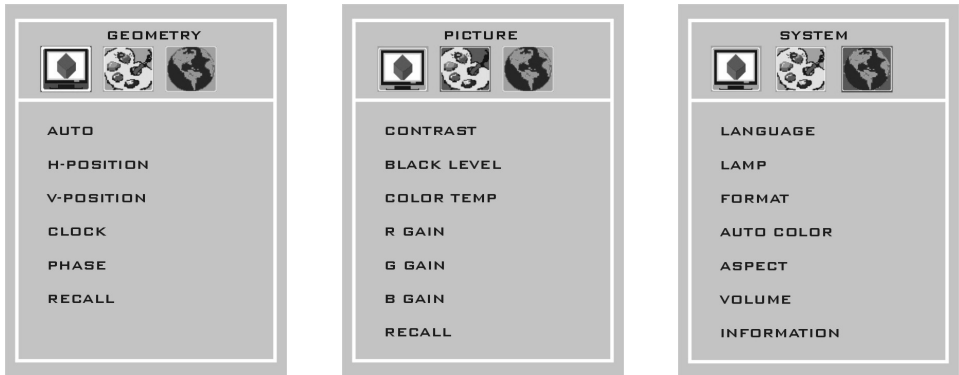 GEOMETRY
AUTO
H-POSITION
V-POSITION
CLOCK
PHASE
RECALL
PICTURE
CONTRAST
BLACK LEVEL
COLOR TEMP
R GAIN
G GAIN
B GAIN
RECALL
SYSTEM
LANGUAGE
LAMP
FORMAT
AUTO COLOR
ASPECT
VOLUME
INFORMATION